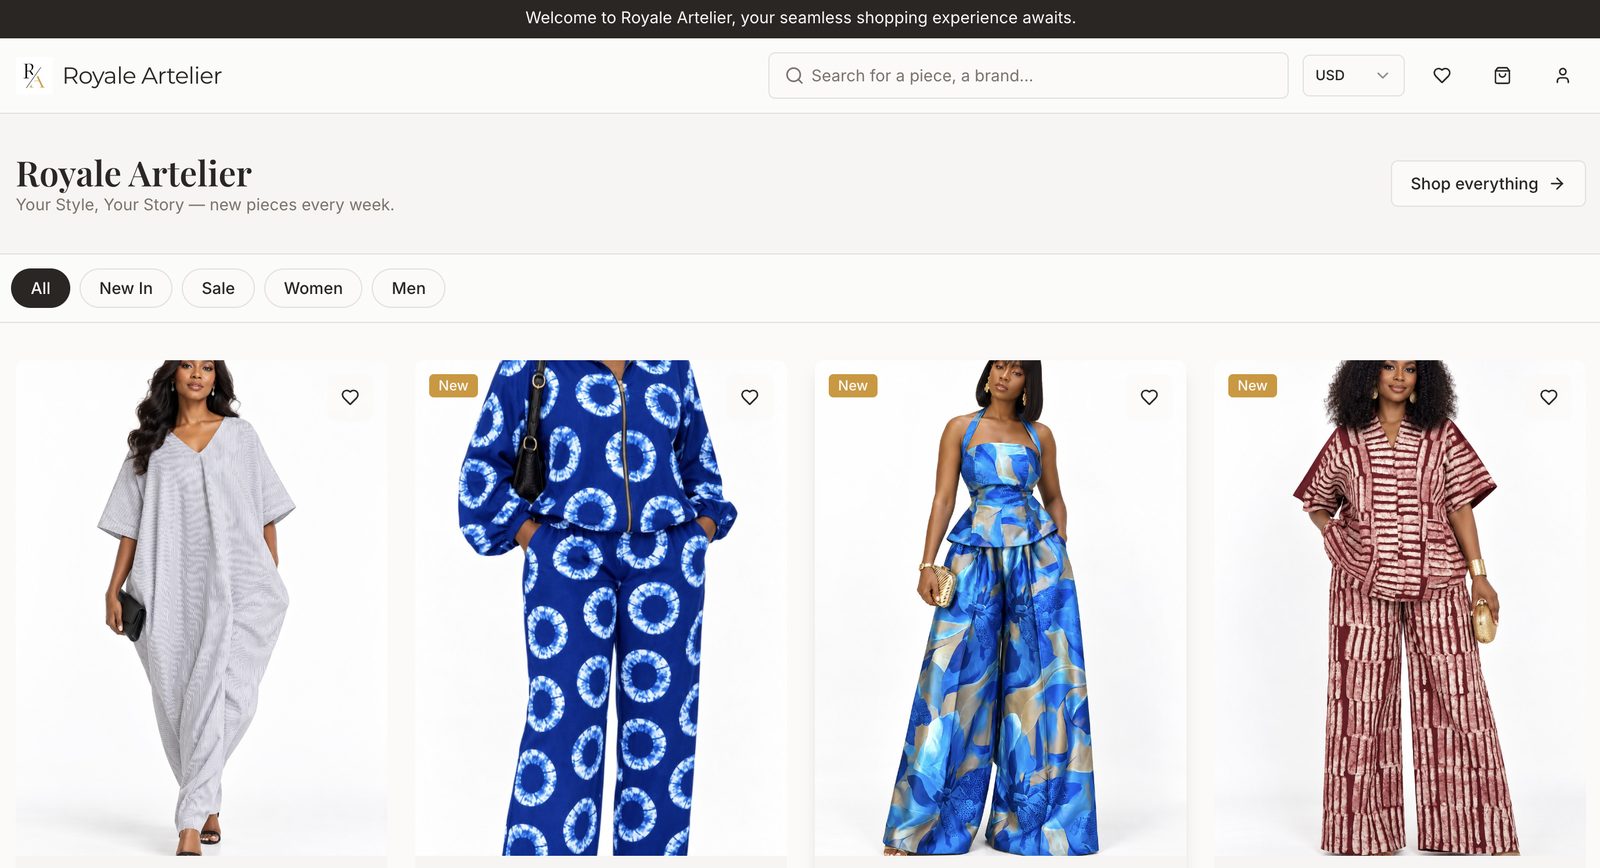 Welcome to Royale Artelier, your seamless shopping experience awaits.
RA Royale Artelier
Search for a piece, a brand...
USD
Royale Artelier
Your Style, Your Story — new pieces every week.
Shop everything
All
New In
Sale
Women
Men
New
New
New